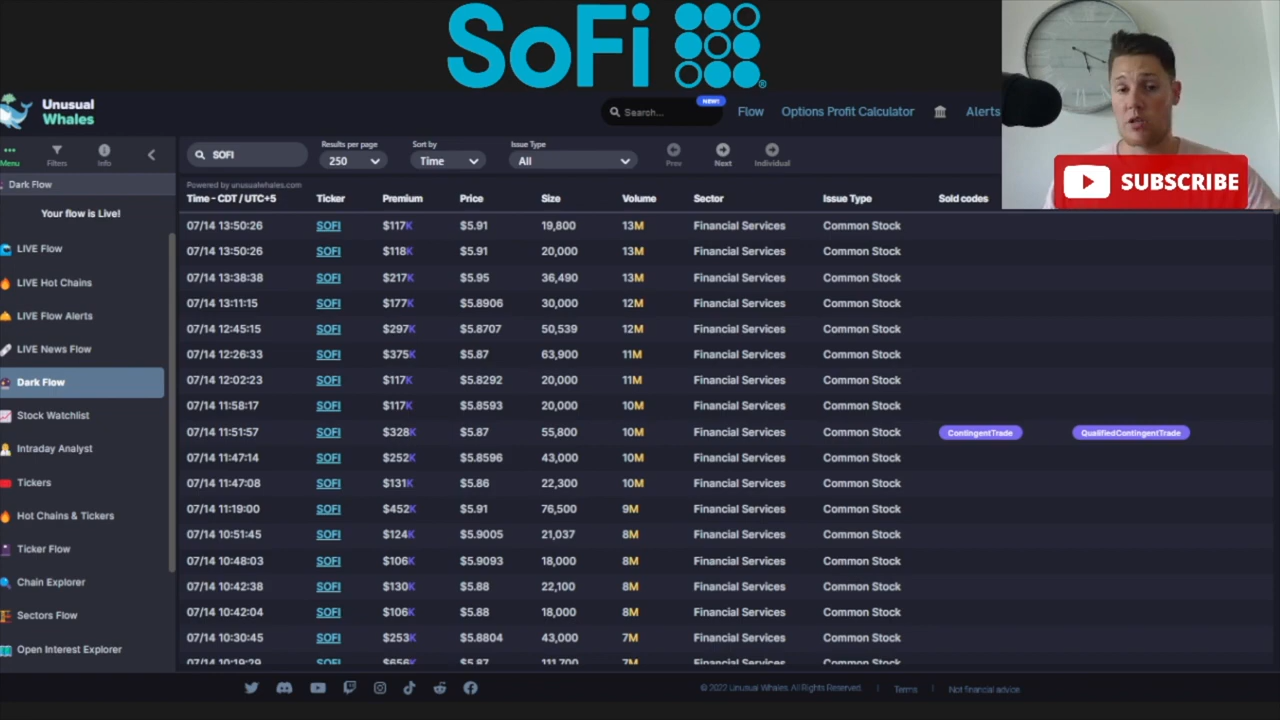 SoFi
Unusual Whales
Search...
NEW!
Flow
Options Profit Calculator
Alerts
SUBSCRIBE
Menu
Filters
Info
SOFI
Results per page
250
Sort by
Time
Issue Type
All
Prev
Next
Individual
Dark Flow
Your flow is Live!
LIVE Flow
LIVE Hot Chains
LIVE Flow Alerts
LIVE News Flow
Dark Flow
Stock Watchlist
Intraday Analyst
Tickers
Hot Chains & Tickers
Ticker Flow
Chain Explorer
Sectors Flow
Open Interest Explorer
Powered by unusualwhales.com
Time - CDT / UTC+5 Ticker Premium Price Size Volume Sector Issue Type Sold codes
07/14 13:50:26 SOFI $117K $5.91 19,800 13M Financial Services Common Stock
07/14 13:50:26 SOFI $118K $5.91 20,000 13M Financial Services Common Stock
07/14 13:38:38 SOFI $217K $5.95 36,490 13M Financial Services Common Stock
07/14 13:11:15 SOFI $177K $5.8906 30,000 12M Financial Services Common Stock
07/14 12:45:15 SOFI $297K $5.8707 50,539 12M Financial Services Common Stock
07/14 12:26:33 SOFI $375K $5.87 63,900 11M Financial Services Common Stock
07/14 12:02:23 SOFI $117K $5.8292 20,000 11M Financial Services Common Stock
07/14 11:58:17 SOFI $117K $5.8593 20,000 10M Financial Services Common Stock
07/14 11:51:57 SOFI $328K $5.87 55,800 10M Financial Services Common Stock ContingentTrade QualifiedContingentTrade
07/14 11:47:14 SOFI $252K $5.8596 43,000 10M Financial Services Common Stock
07/14 11:47:08 SOFI $131K $5.86 22,300 10M Financial Services Common Stock
07/14 11:19:00 SOFI $452K $5.91 76,500 9M Financial Services Common Stock
07/14 10:51:45 SOFI $124K $5.9005 21,037 8M Financial Services Common Stock
07/14 10:48:03 SOFI $106K $5.9093 18,000 8M Financial Services Common Stock
07/14 10:42:38 SOFI $130K $5.88 22,100 8M Financial Services Common Stock
07/14 10:42:04 SOFI $106K $5.88 18,000 8M Financial Services Common Stock
07/14 10:30:45 SOFI $253K $5.8804 43,000 7M Financial Services Common Stock
07/14 10:19:29 SOFI $656K $5.87 111,700 7M Financial Services Common Stock
© 2022 Unusual Whales. All Rights Reserved. | Terms | Not financial advice.